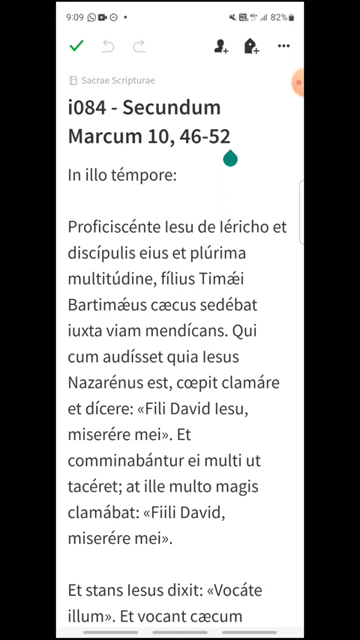 9:09
82%
Sacrae Scripturae
i084 - Secundum
Marcum 10, 46-52
In illo témpore:
Proficiscénte Iesu de Iéricho et
discípulis eius et plúrima
multitúdine, fílius Timǽi
Bartimǽus cæcus sedébat
iuxta viam mendícans. Qui
cum audísset quia Iesus
Nazarénus est, cœpit clamáre
et dícere: «Fili David Iesu,
miserére mei». Et
comminabántur ei multi ut
tacéret; at ille multo magis
clamábat: «Fiili David,
miserére mei».
Et stans Iesus dixit: «Vocáte
illum». Et vocant cæcum